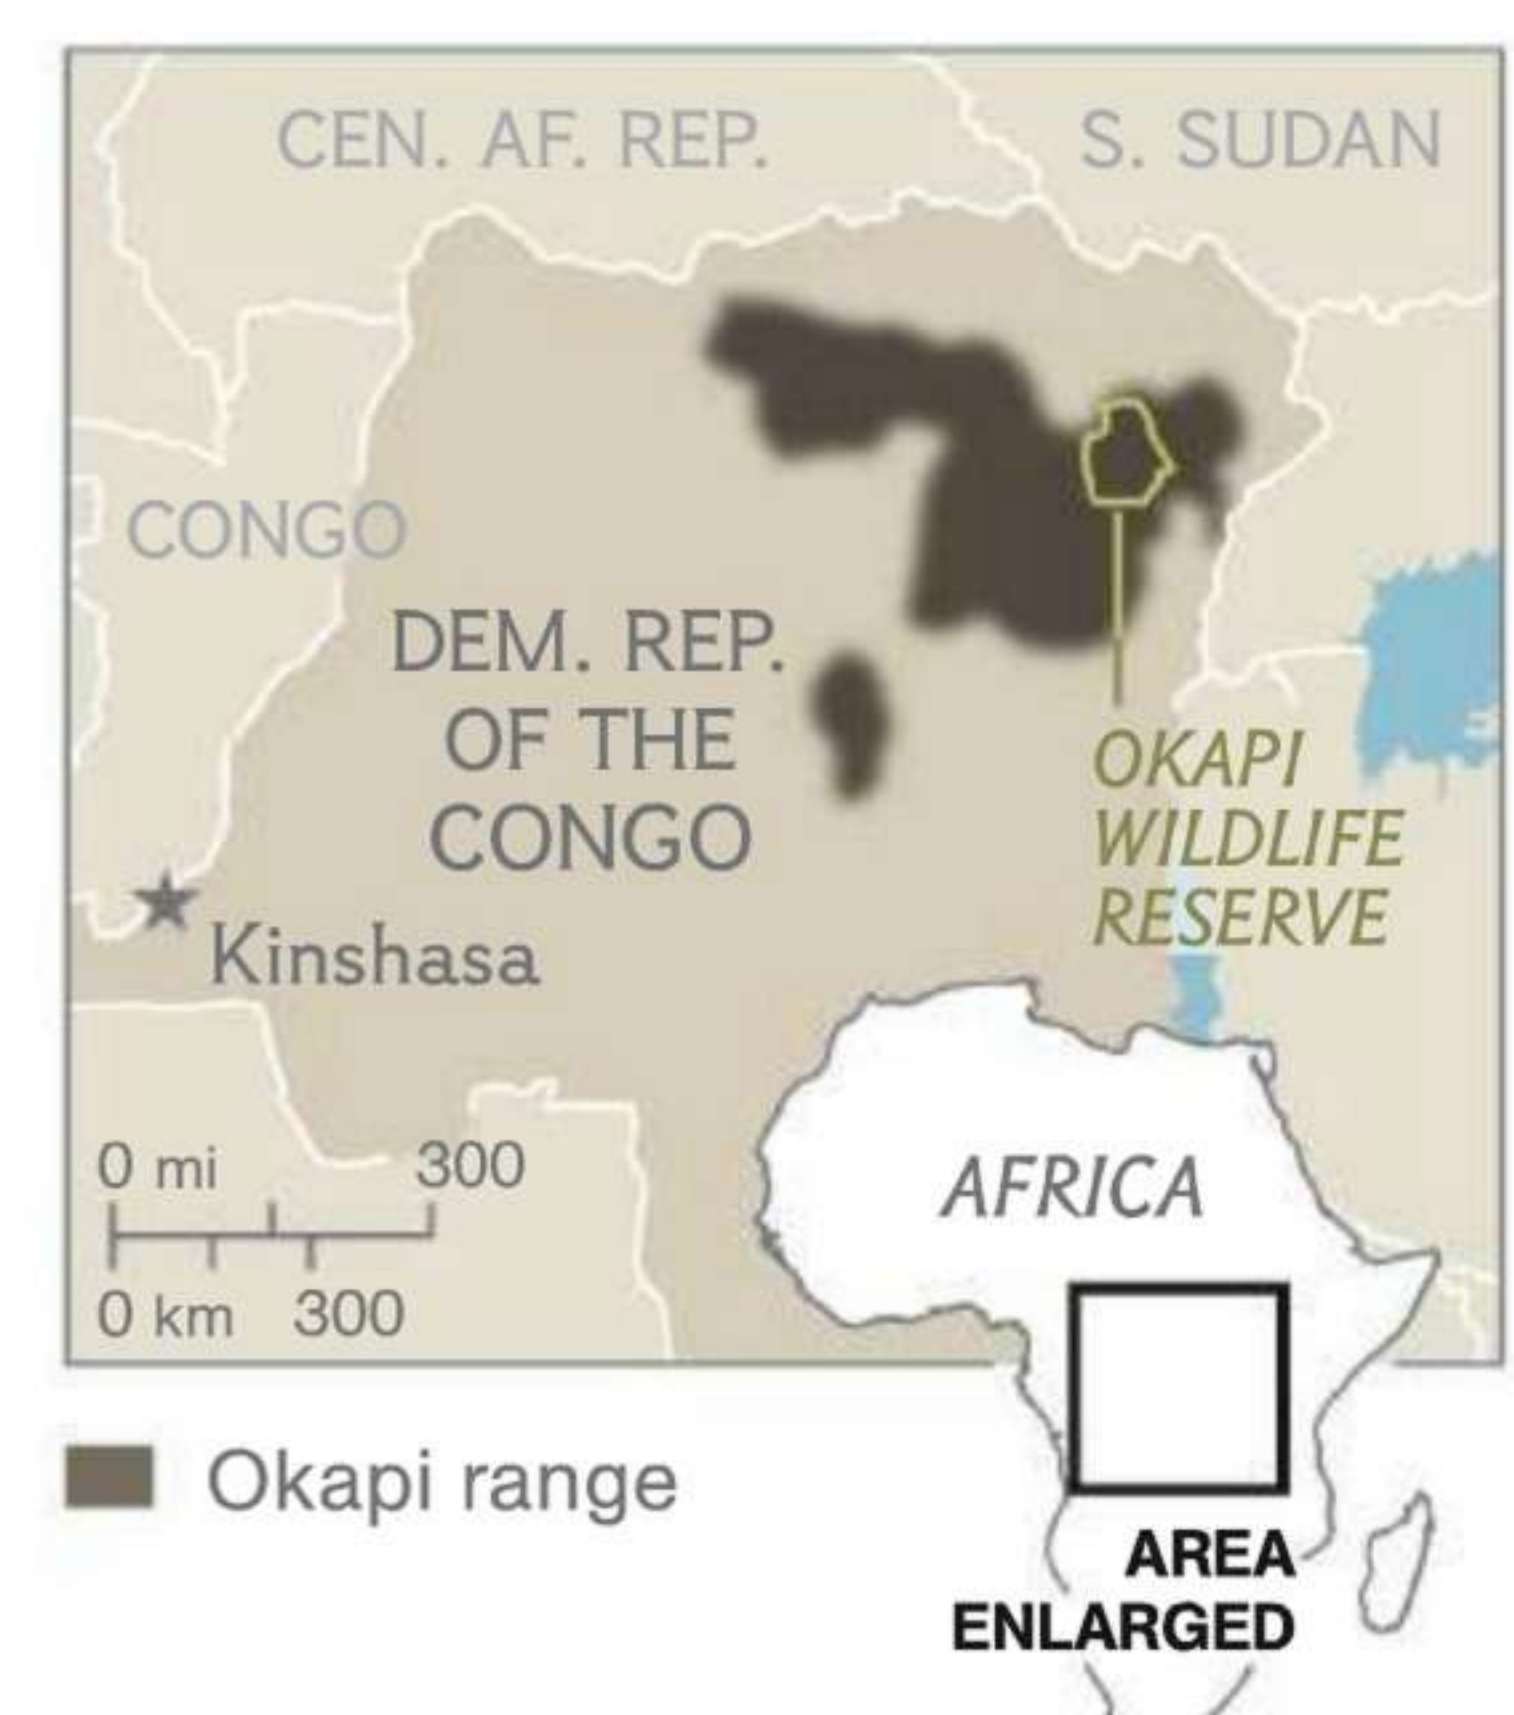 CEN. AF. REP.
S. SUDAN
CONGO
DEM. REP.
OF THE
CONGO
OKAPI
WILDLIFE
RESERVE
Kinshasa
0 mi 300
0 km 300
AFRICA
Okapi range
AREA
ENLARGED